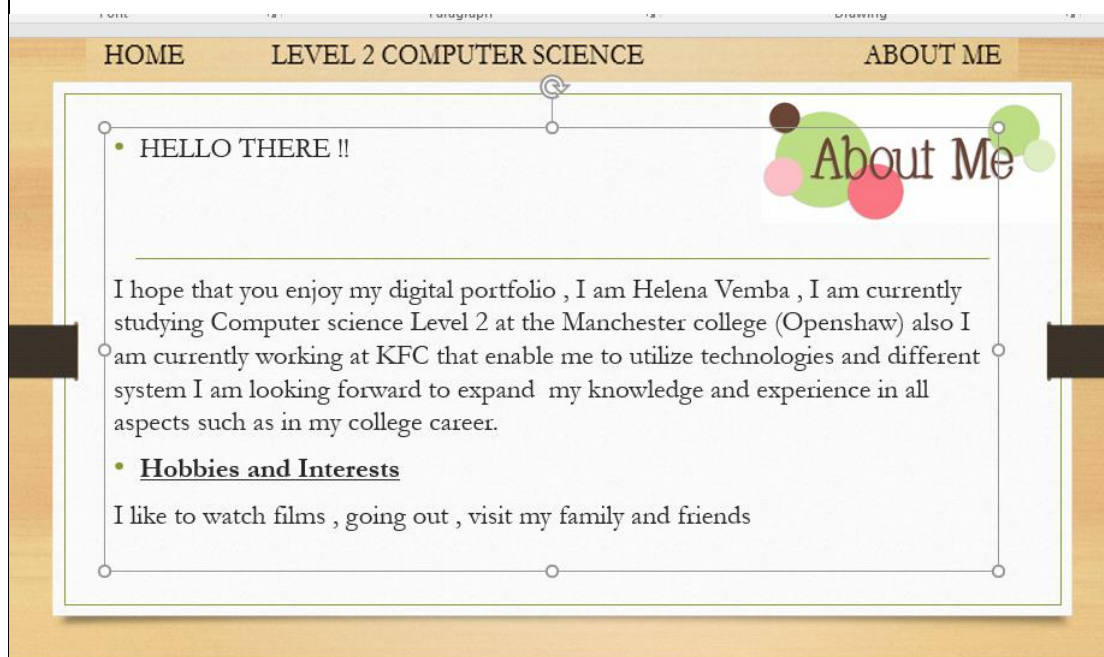 Font Paragraph Drawing
HOME LEVEL 2 COMPUTER SCIENCE ABOUT ME
• HELLO THERE !!
About Me
I hope that you enjoy my digital portfolio , I am Helena Vemba , I am currently
studying Computer science Level 2 at the Manchester college (Openshaw) also I
am currently working at KFC that enable me to utilize technologies and different
system I am looking forward to expand  my knowledge and experience in all
aspects such as in my college career.
• Hobbies and Interests
I like to watch films , going out , visit my family and friends